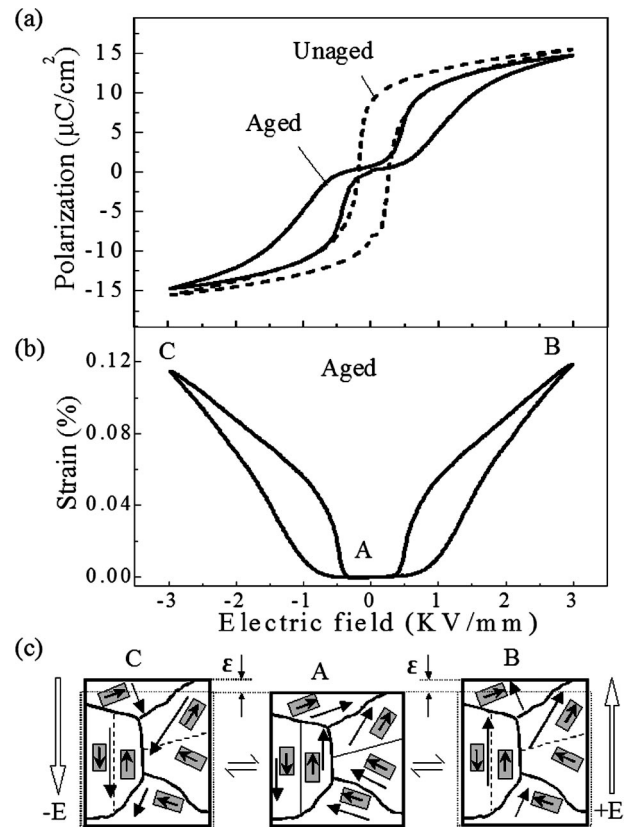 (a)
Polarization (μC/cm²)
15
10
5
0
-5
-10
-15
Unaged
Aged
(b)
Strain (%)
0.12
0.08
0.04
0.00
C
Aged
B
A
-3 -2 -1 0 1 2 3
Electric field (KV/mm)
(c)
C ε A ε B
-E +E